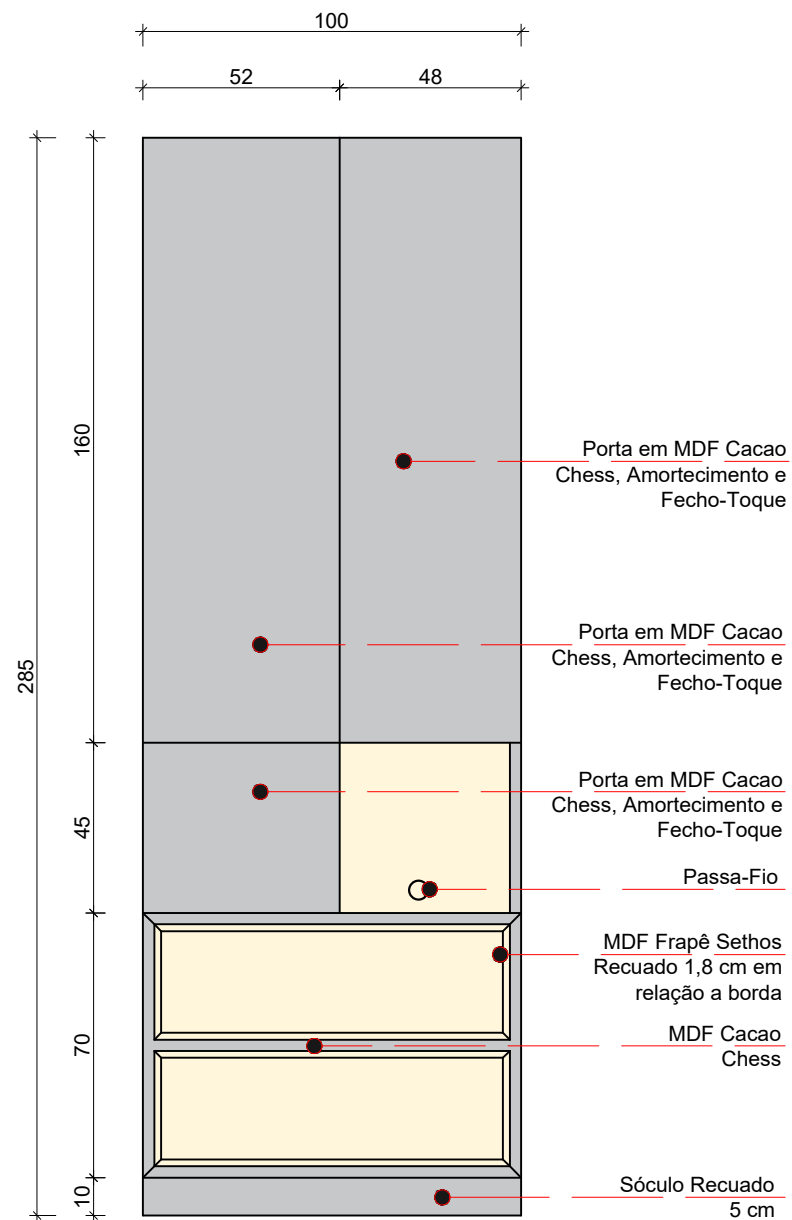 100
52
48
160
285
45
70
10
Porta em MDF Cacao
Chess, Amortecimento e
Fecho-Toque
Porta em MDF Cacao
Chess, Amortecimento e
Fecho-Toque
Porta em MDF Cacao
Chess, Amortecimento e
Fecho-Toque
Passa-Fio
MDF Frapê Sethos
Recuado 1,8 cm em
relação a borda
MDF Cacao
Chess
Sóculo Recuado
5 cm